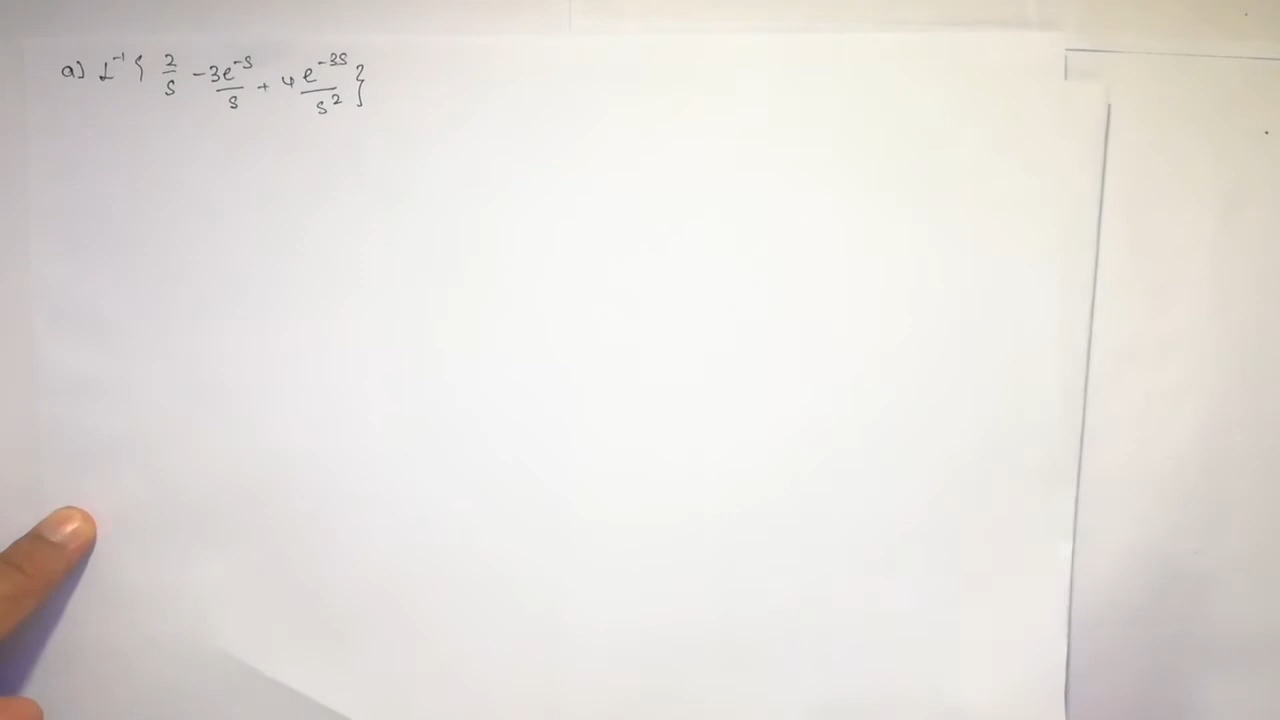 a) L⁻¹ { 2/s - 3e^-s/s + 4 e^-3s/s² }